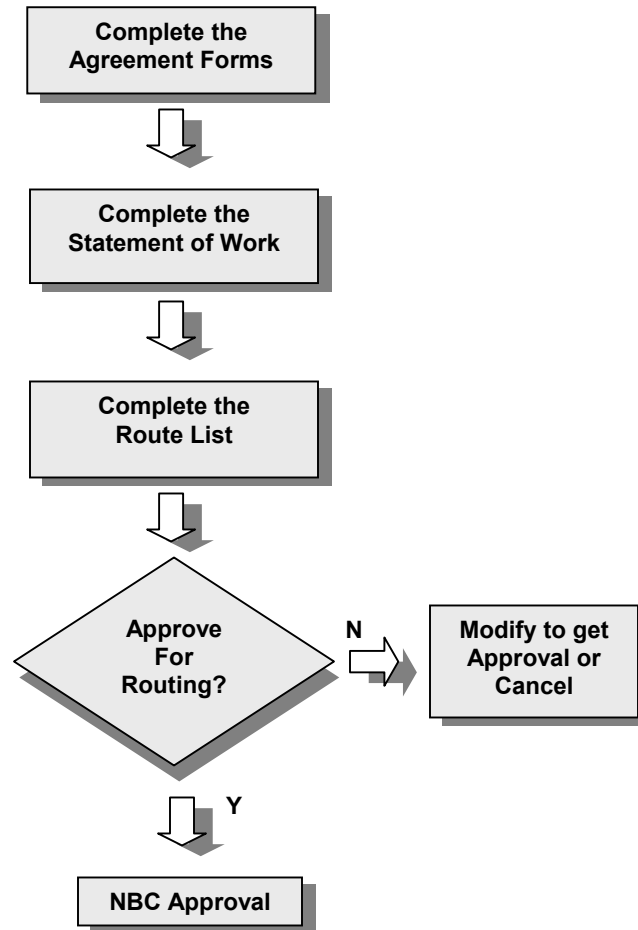 Complete the
Agreement Forms
Complete the
Statement of Work
Complete the
Route List
Approve
For
Routing?
N
Modify to get
Approval or
Cancel
Y
NBC Approval